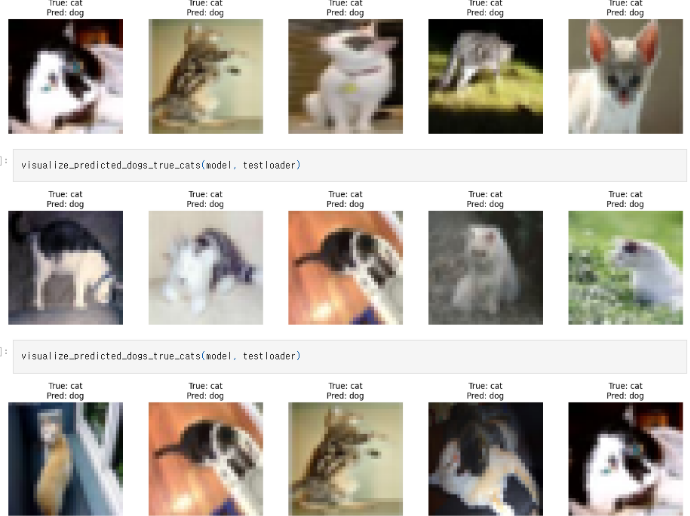 True: cat True: cat True: cat True: cat True: cat
Pred: dog Pred: dog Pred: dog Pred: dog Pred: dog
]: visualize_predicted_dogs_true_cats(model, testloader)
True: cat True: cat True: cat True: cat True: cat
Pred: dog Pred: dog Pred: dog Pred: dog Pred: dog
]: visualize_predicted_dogs_true_cats(model, testloader)
True: cat True: cat True: cat True: cat True: cat
Pred: dog Pred: dog Pred: dog Pred: dog Pred: dog